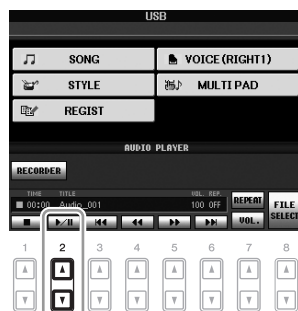 USB
SONG VOICE (RIGHT1)
STYLE MULTI PAD
REGIST
AUDIO PLAYER
RECORDER
TIME TITLE VOL. REP.
00:00 Audio_001 100 OFF REPEAT FILE SELECT
VOL.
1 2 3 4 5 6 7 8